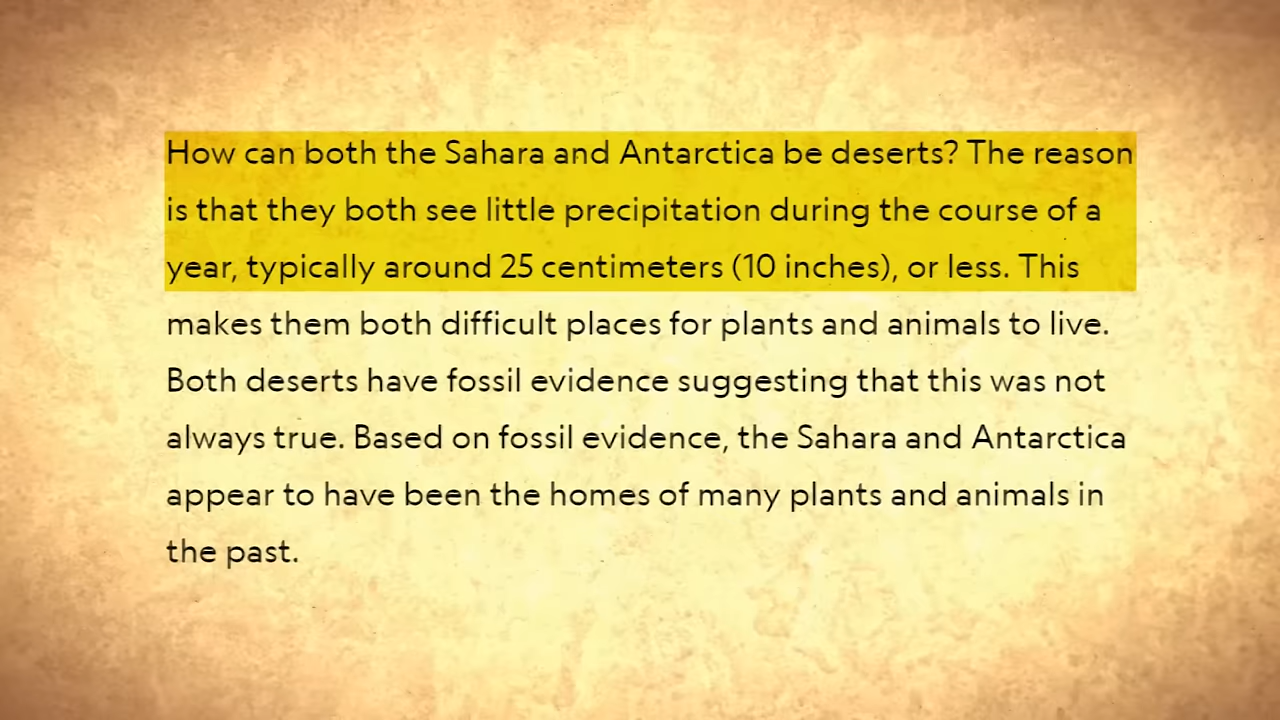 How can both the Sahara and Antarctica be deserts? The reason
is that they both see little precipitation during the course of a
year, typically around 25 centimeters (10 inches), or less. This
makes them both difficult places for plants and animals to live.
Both deserts have fossil evidence suggesting that this was not
always true. Based on fossil evidence, the Sahara and Antarctica
appear to have been the homes of many plants and animals in
the past.